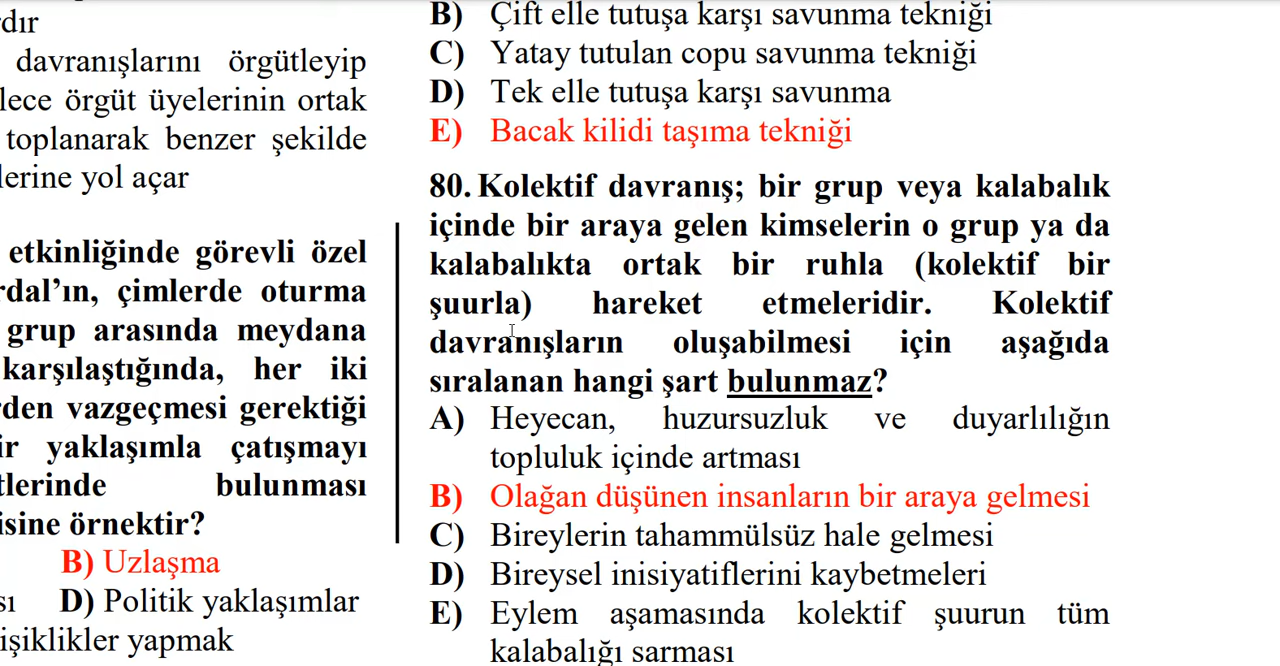 rdır
davranışlarını örgütleyip
lece örgüt üyelerinin ortak
toplanarak benzer şekilde
lerine yol açar
etkinliğinde görevli özel
rdal’ın, çimlerde oturma
grup arasında meydana
karşılaştığında, her iki
rden vazgeçmesi gerektiği
ir yaklaşımla çatışmayı
tlerinde bulunması
isine örnektir?
B) Uzlaşma
sı D) Politik yaklaşımlar
işiklikler yapmak
B) Çift elle tutuşa karşı savunma tekniği
C) Yatay tutulan copu savunma tekniği
D) Tek elle tutuşa karşı savunma
E) Bacak kilidi taşıma tekniği
80. Kolektif davranış; bir grup veya kalabalık
içinde bir araya gelen kimselerin o grup ya da
kalabalıkta ortak bir ruhla (kolektif bir
şuurla) hareket etmeleridir. Kolektif
davranışların oluşabilmesi için aşağıda
sıralanan hangi şart bulunmaz?
A) Heyecan, huzursuzluk ve duyarlılığın
topluluk içinde artması
B) Olağan düşünen insanların bir araya gelmesi
C) Bireylerin tahammülsüz hale gelmesi
D) Bireysel inisiyatiflerini kaybetmeleri
E) Eylem aşamasında kolektif şuurun tüm
kalabalığı sarması